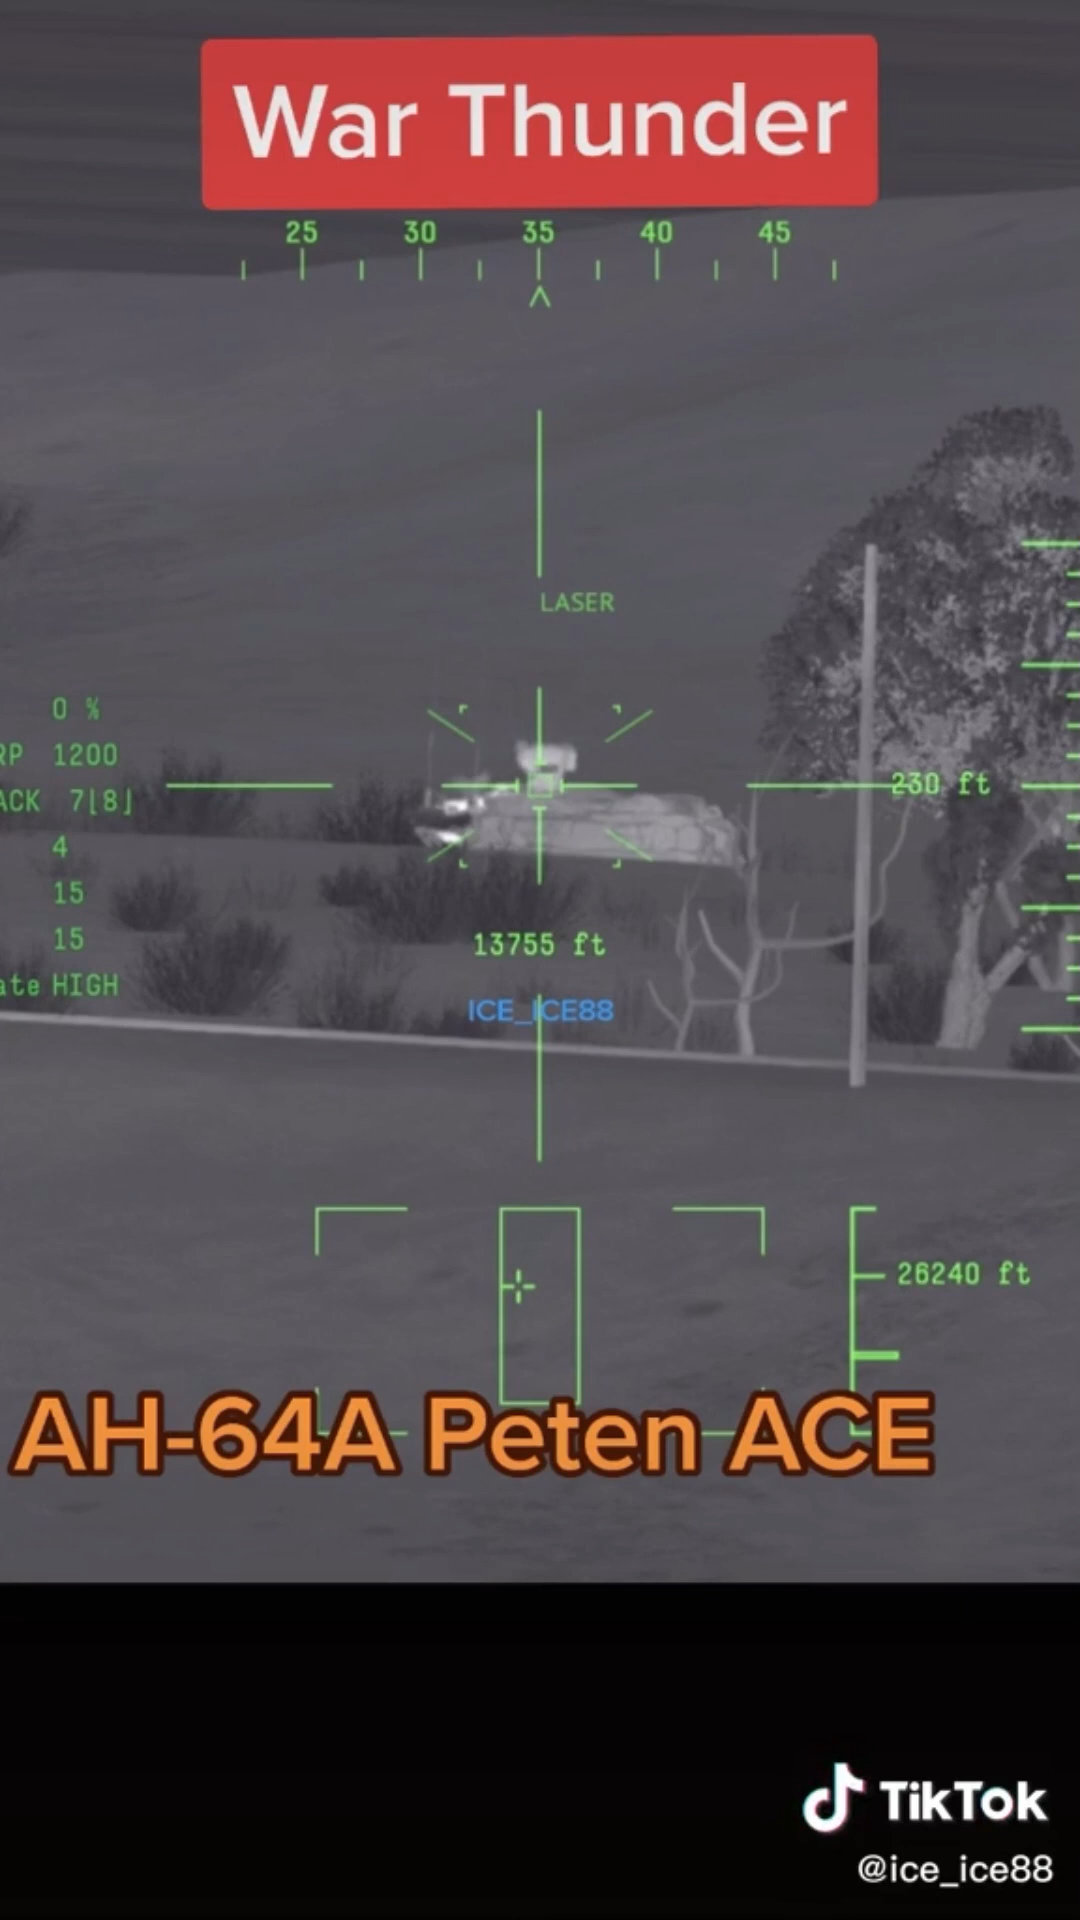 War Thunder
25 30 35 40 45
LASER
0 %
RP 1200
ACK 7[8]
230 ft
4
15
15
13755 ft
ate HIGH
ICE_ICE88
26240 ft
AH-64A Peten ACE
TikTok
@ice_ice88